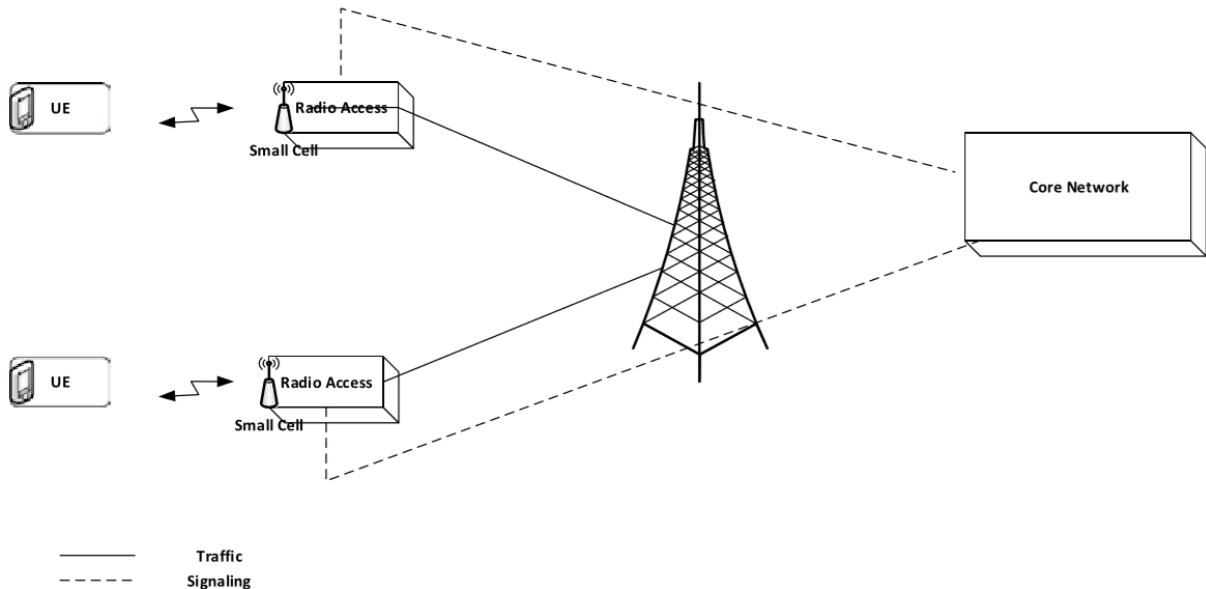 UE
Radio Access
Small Cell
Core Network
UE
Radio Access
Small Cell
Traffic
Signaling